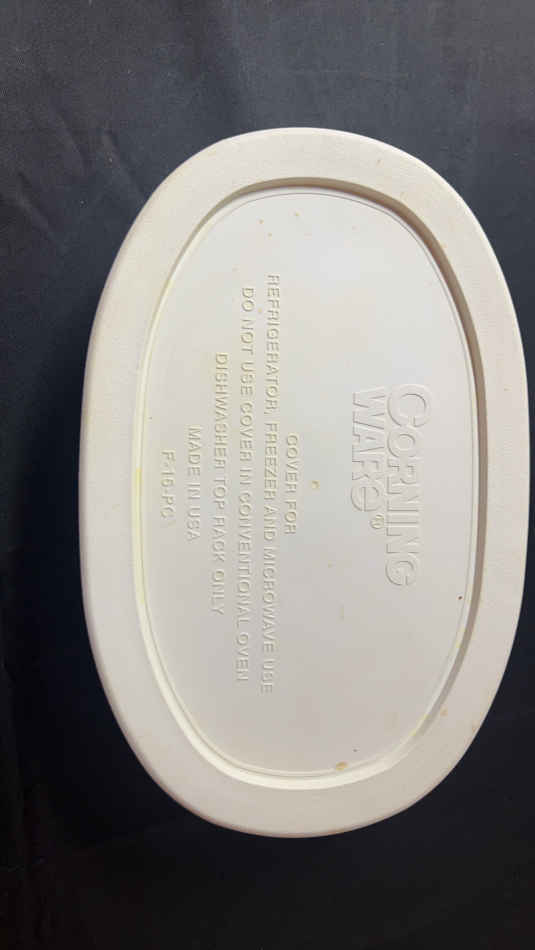 CORNING
WARE®
COVER FOR
REFRIGERATOR, FREEZER AND MICROWAVE USE
DO NOT USE COVER IN CONVENTIONAL OVEN
DISHWASHER TOP RACK ONLY
MADE IN USA
F-15-PC